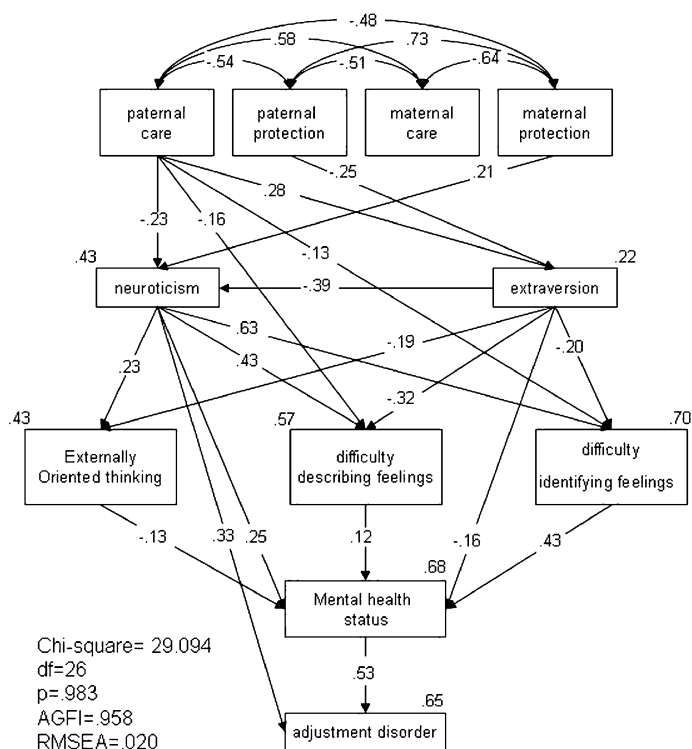 -.48
.58
.73
-.54
-.51
-.64
paternal
care
paternal
protection
maternal
care
maternal
protection
-.25
.21
.28
-.23
-.16
-.13
.43
.22
neuroticism
-.39
extraversion
.63
-.19
-.20
.23
.43
-.32
.43
.57
.70
Externally
Oriented thinking
difficulty
describing feelings
difficulty
identifying feelings
-.13
.33
.25
.12
-.16
.43
.68
Mental health
status
Chi-square= 29.094
df=26
p=.983
AGFI=.958
RMSEA=.020
.53
.65
adjustment disorder